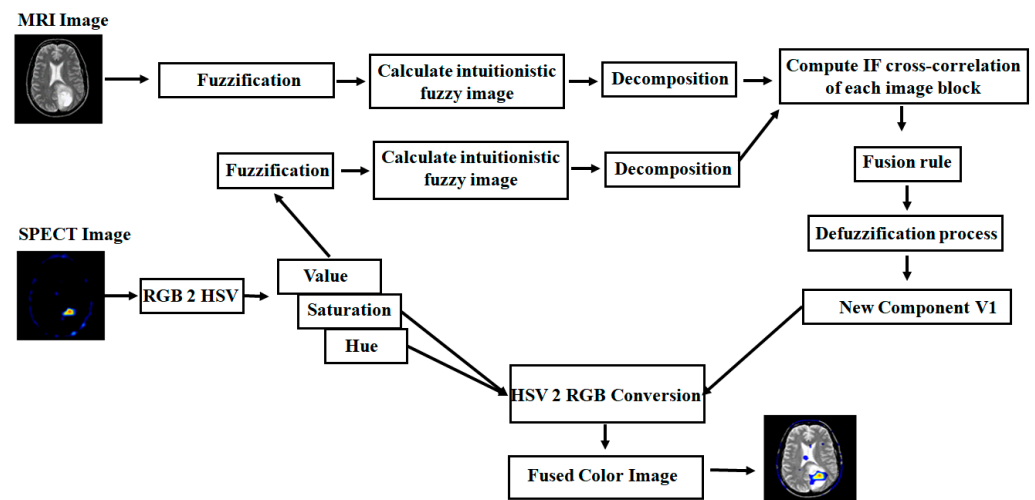 MRI Image
Fuzzification
Calculate intuitionistic
fuzzy image
Decomposition
Compute IF cross-correlation
of each image block
Fuzzification
Calculate intuitionistic
fuzzy image
Decomposition
Fusion rule
SPECT Image
Defuzzification process
RGB 2 HSV
Value
Saturation
Hue
New Component V1
HSV 2 RGB Conversion
Fused Color Image